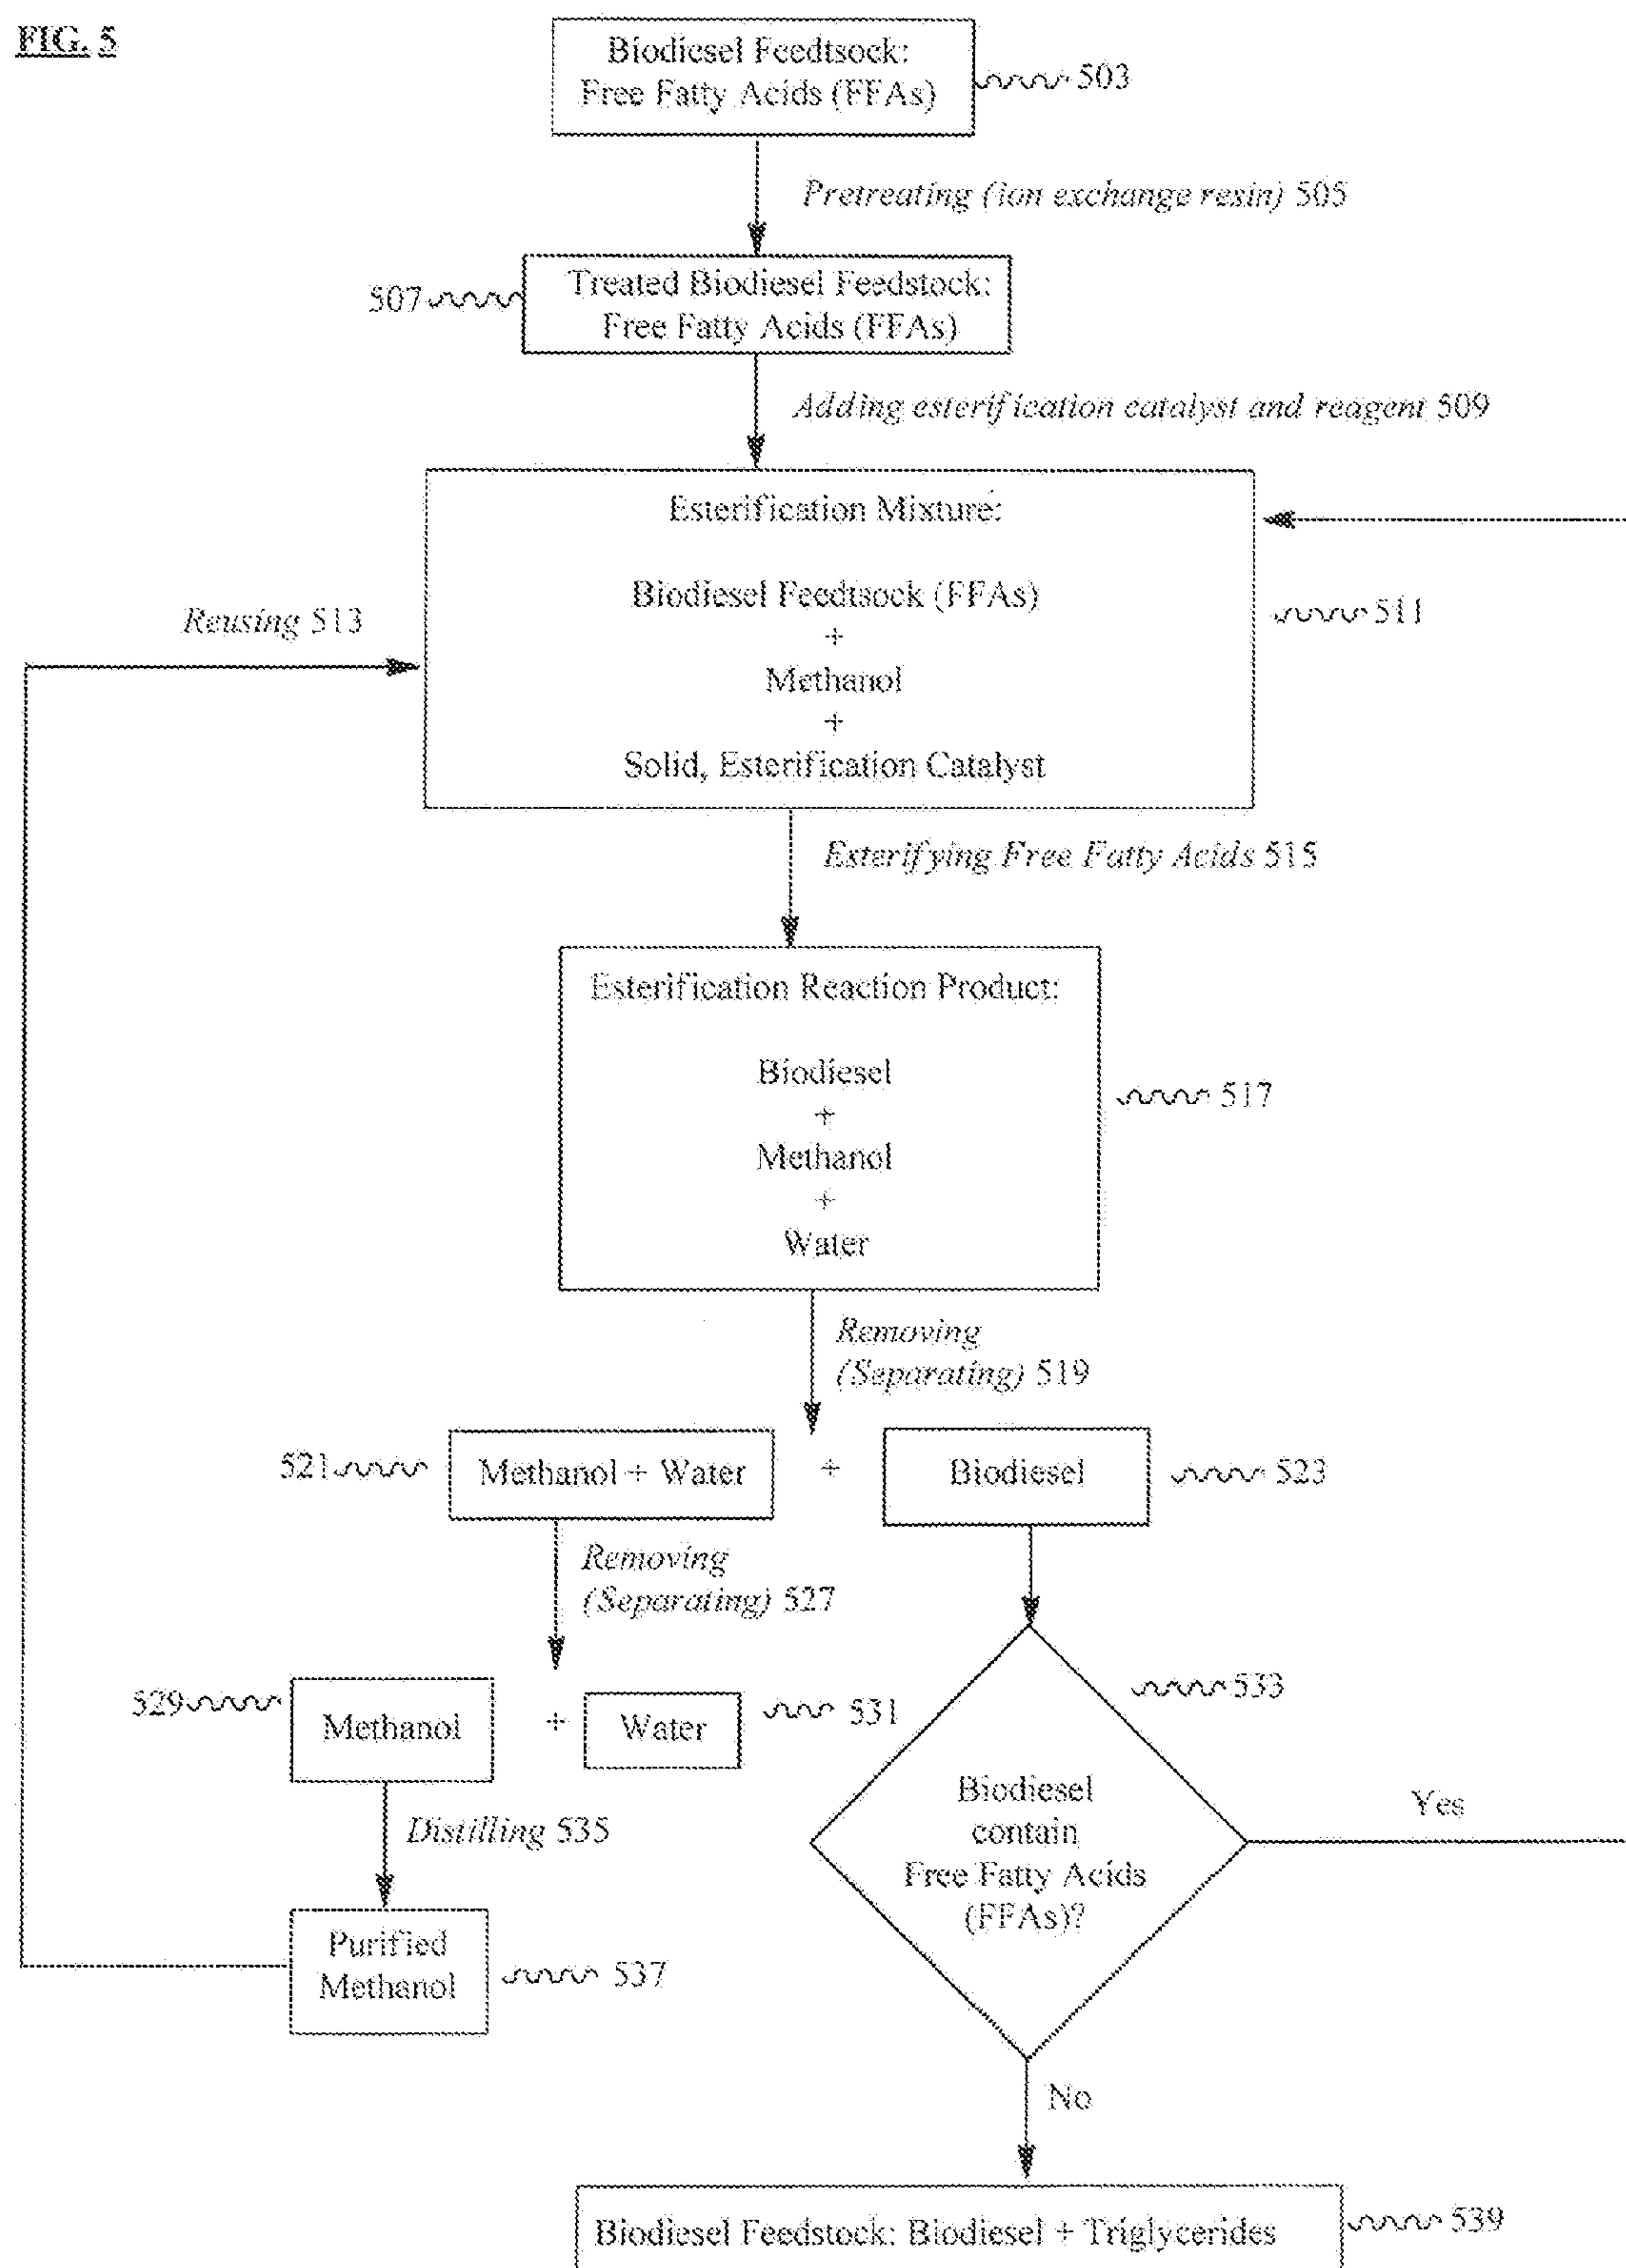 FIG. 5
Biodiesel Feedtsock:
Free Fatty Acids (FFAs)
503
Pretreating (ion exchange resin) 505
507
Treated Biodiesel Feedstock:
Free Fatty Acids (FFAs)
Adding esterification catalyst and reagent 509
Esterification Mixture:
Biodiesel Feedtsock (FFAs)
+
Methanol
+
Solid, Esterification Catalyst
511
Reusing 513
Esterifying Free Fatty Acids 515
Esterification Reaction Product:
Biodiesel
+
Methanol
+
Water
517
Removing
(Separating) 519
521
Methanol + Water
+
Biodiesel
523
Removing
(Separating) 527
529
Methanol
+
Water
531
533
Biodiesel
contain
Free Fatty Acids
(FFAs)?
Yes
Distilling 535
Purified
Methanol
537
No
Biodiesel Feedstock: Biodiesel + Triglycerides
539